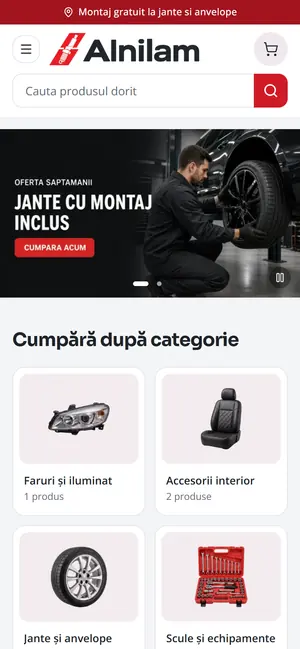 Montaj gratuit la jante si anvelope
Alnilam
Cauta produsul dorit
OFERTA SAPTAMANII
JANTE CU MONTAJ
INCLUS
CUMPARA ACUM
Cumpără după categorie
Faruri și iluminat
1 produs
Accesorii interior
2 produse
Jante și anvelope
Scule și echipamente